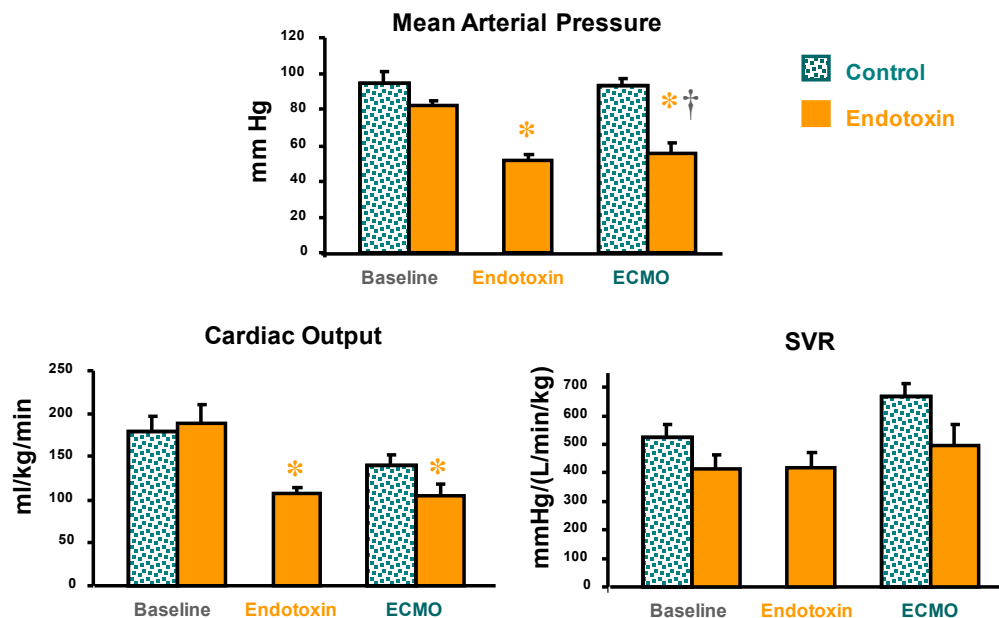 Mean Arterial Pressure
mm Hg
120
100
80
60
40
20
0
*
* †
Baseline Endotoxin ECMO
Control
Endotoxin
Cardiac Output
ml/kg/min
250
200
150
100
50
0
*
*
Baseline Endotoxin ECMO
SVR
mmHg/(L/min/kg)
700
600
500
400
300
200
100
0
Baseline Endotoxin ECMO